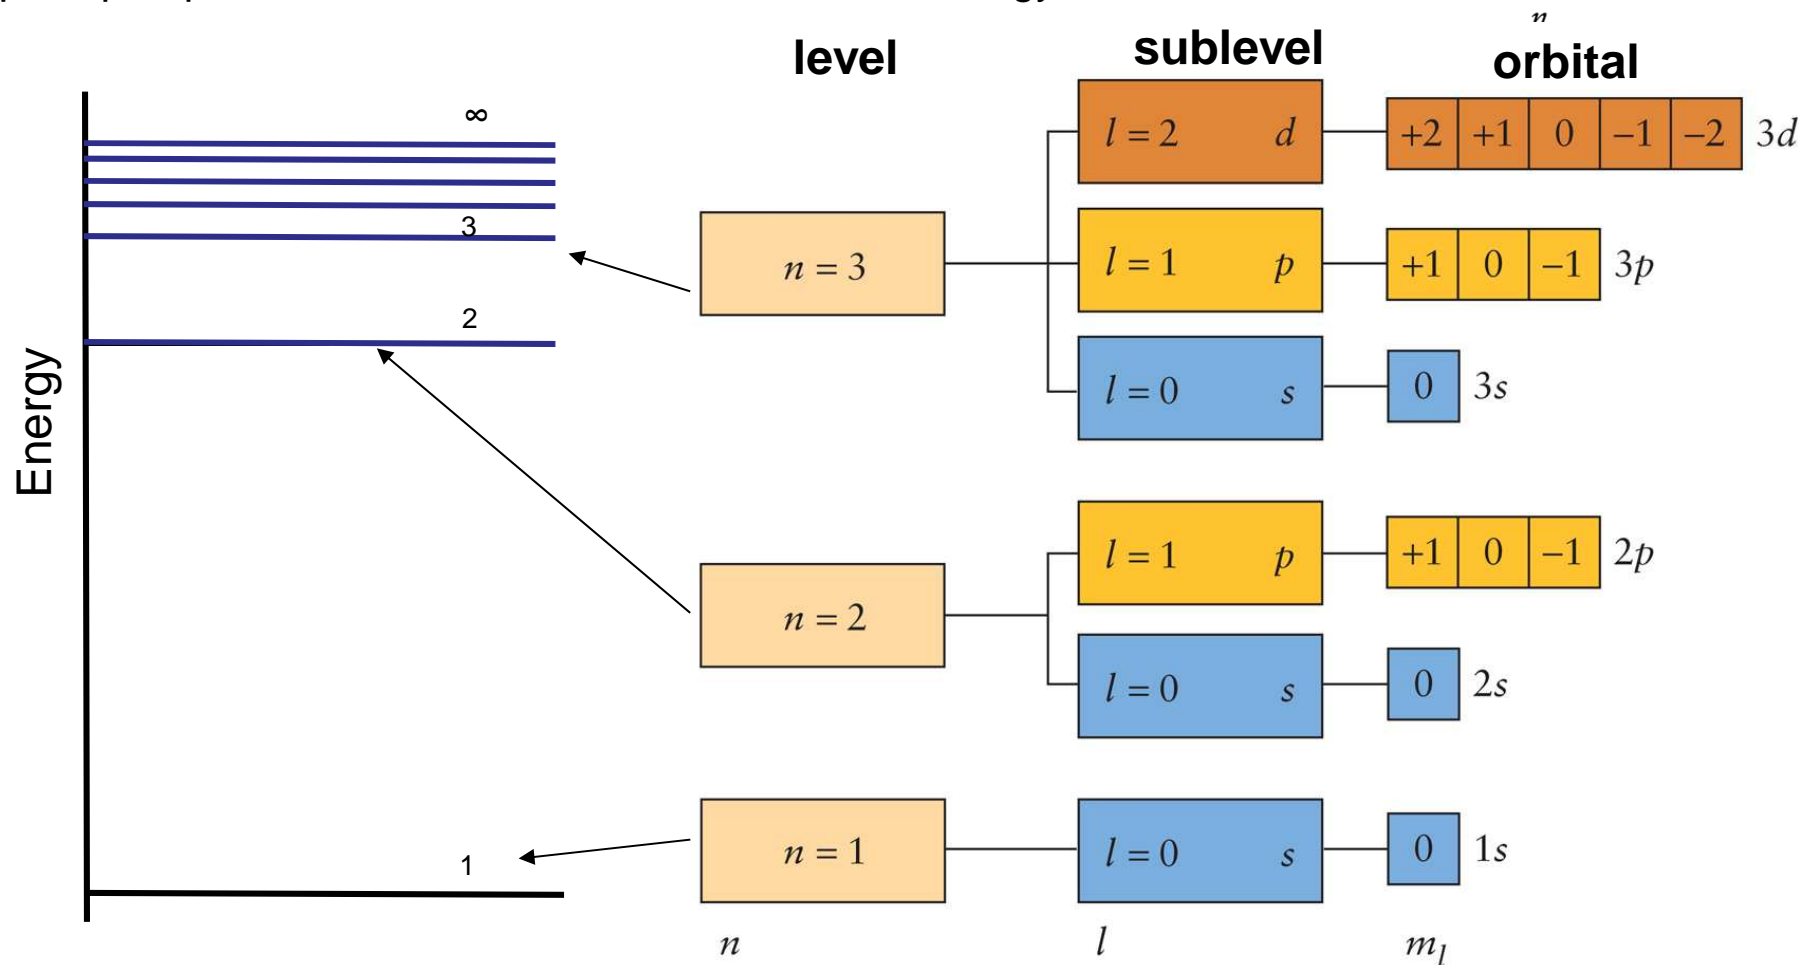 n
level
sublevel
orbital
∞
3
2
1
Energy
n = 3
l = 2 d
+2 +1 0 −1 −2 3d
l = 1 p
+1 0 −1 3p
l = 0 s
0 3s
n = 2
l = 1 p
+1 0 −1 2p
l = 0 s
0 2s
n = 1
l = 0 s
0 1s
n
l
m_l